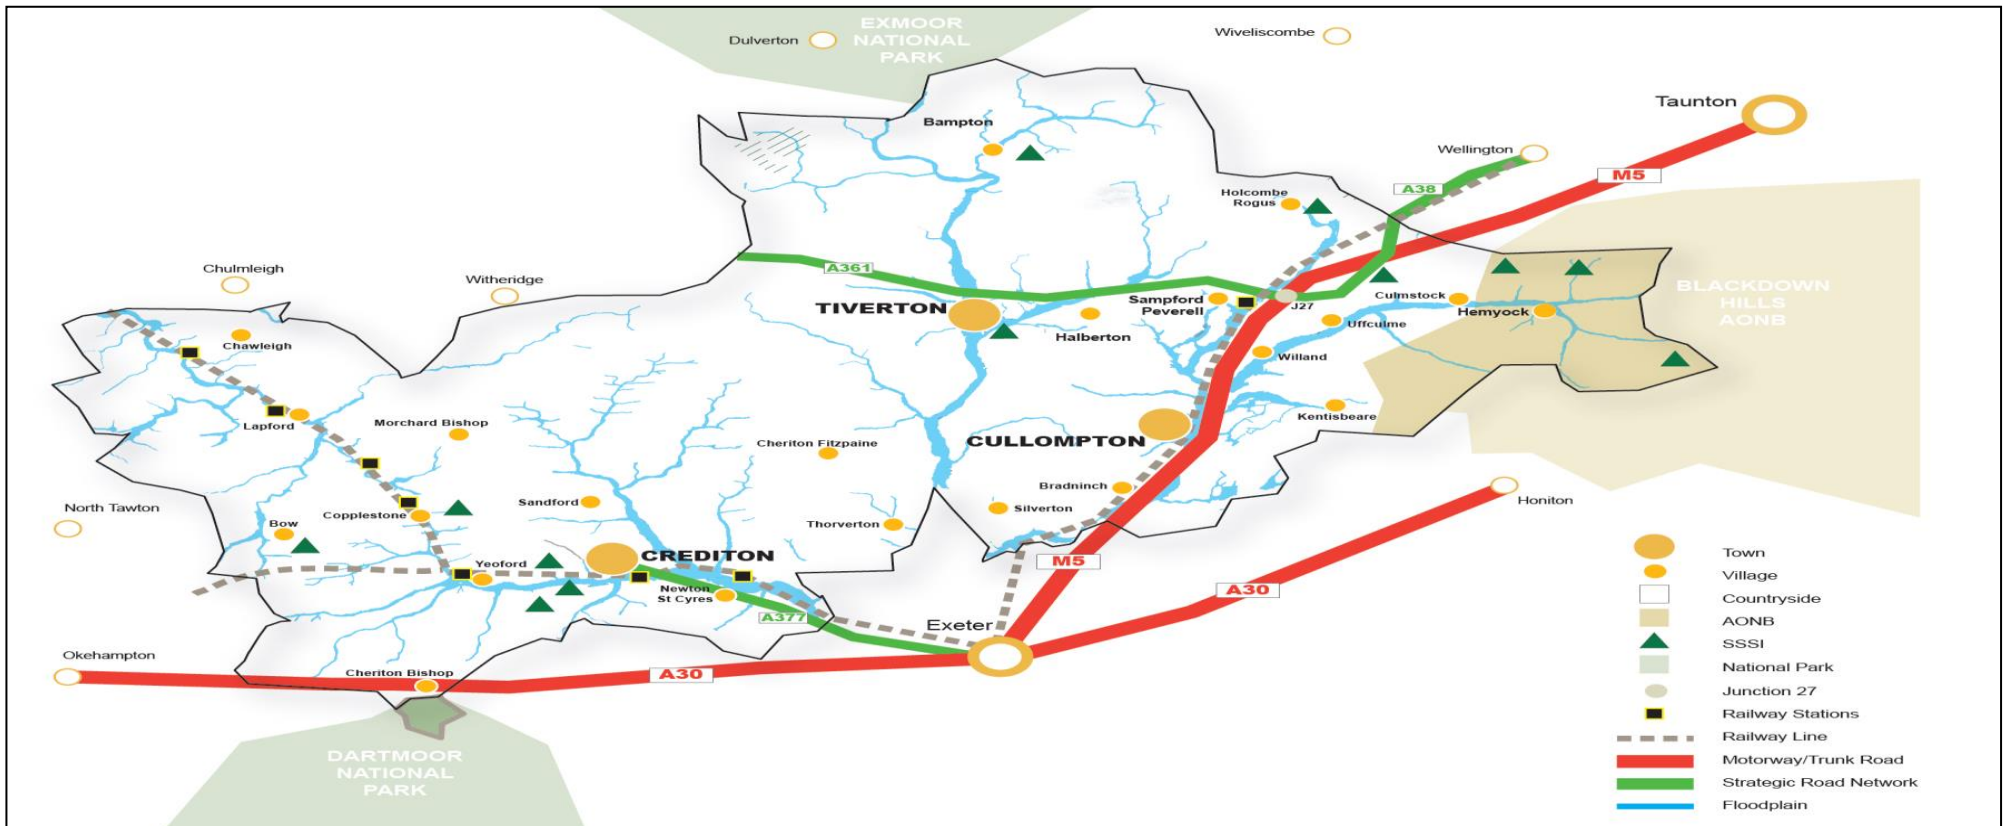 EXMOOR
NATIONAL
PARK
Dulverton
Wiveliscombe
Taunton
Bampton
Wellington
M5
A38
Holcombe
Rogus
Chulmleigh
Witheridge
A361
TIVERTON
Sampford
Peverell
J27
Culmstock
Hemyock
BLACKDOWN
HILLS
AONB
Uffculme
Halberton
Chawleigh
Willand
Lapford
Morchard Bishop
Kentisbeare
Cheriton Fitzpaine
CULLOMPTON
Bradninch
Honiton
North Tawton
Sandford
Copplestone
Bow
Thorverton
Silverton
Yeoford
CREDITON
M5
Newton
St Cyres
A377
Exeter
A30
Okehampton
Cheriton Bishop
A30
DARTMOOR
NATIONAL
PARK
Town
Village
Countryside
AONB
SSSI
National Park
Junction 27
Railway Stations
Railway Line
Motorway/Trunk Road
Strategic Road Network
Floodplain